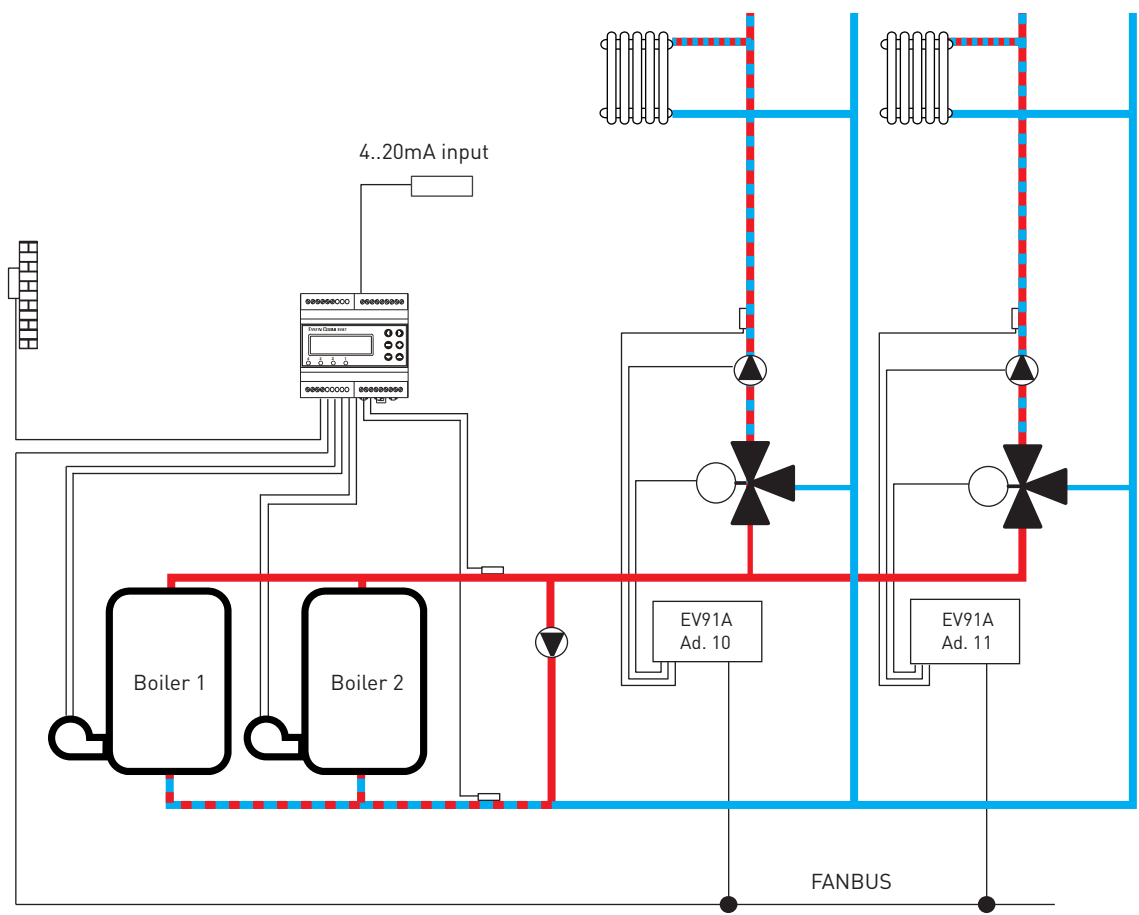 4..20mA input
Boiler 1
Boiler 2
EV91A
Ad. 10
EV91A
Ad. 11
FANBUS